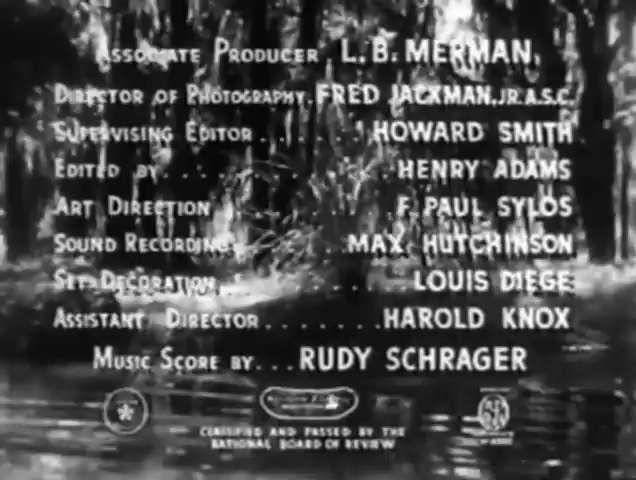 ASSOCIATE PRODUCER L. B. MERMAN
DIRECTOR OF PHOTOGRAPHY. FRED JACKMAN, JR. A.S.C.
SUPERVISING EDITOR . . . . . . HOWARD SMITH
EDITED BY . . . . . . . . . . . . . HENRY ADAMS
ART DIRECTION . . . . . . . . . F. PAUL SYLOS
SOUND RECORDING . . . . . MAX HUTCHINSON
SET DECORATION . . . . . . . . LOUIS DIEGE
ASSISTANT DIRECTOR . . . . . . . . HAROLD KNOX
MUSIC SCORE BY . . . RUDY SCHRAGER
CLASSIFIED AND PASSED BY THE
NATIONAL BOARD OF REVIEW